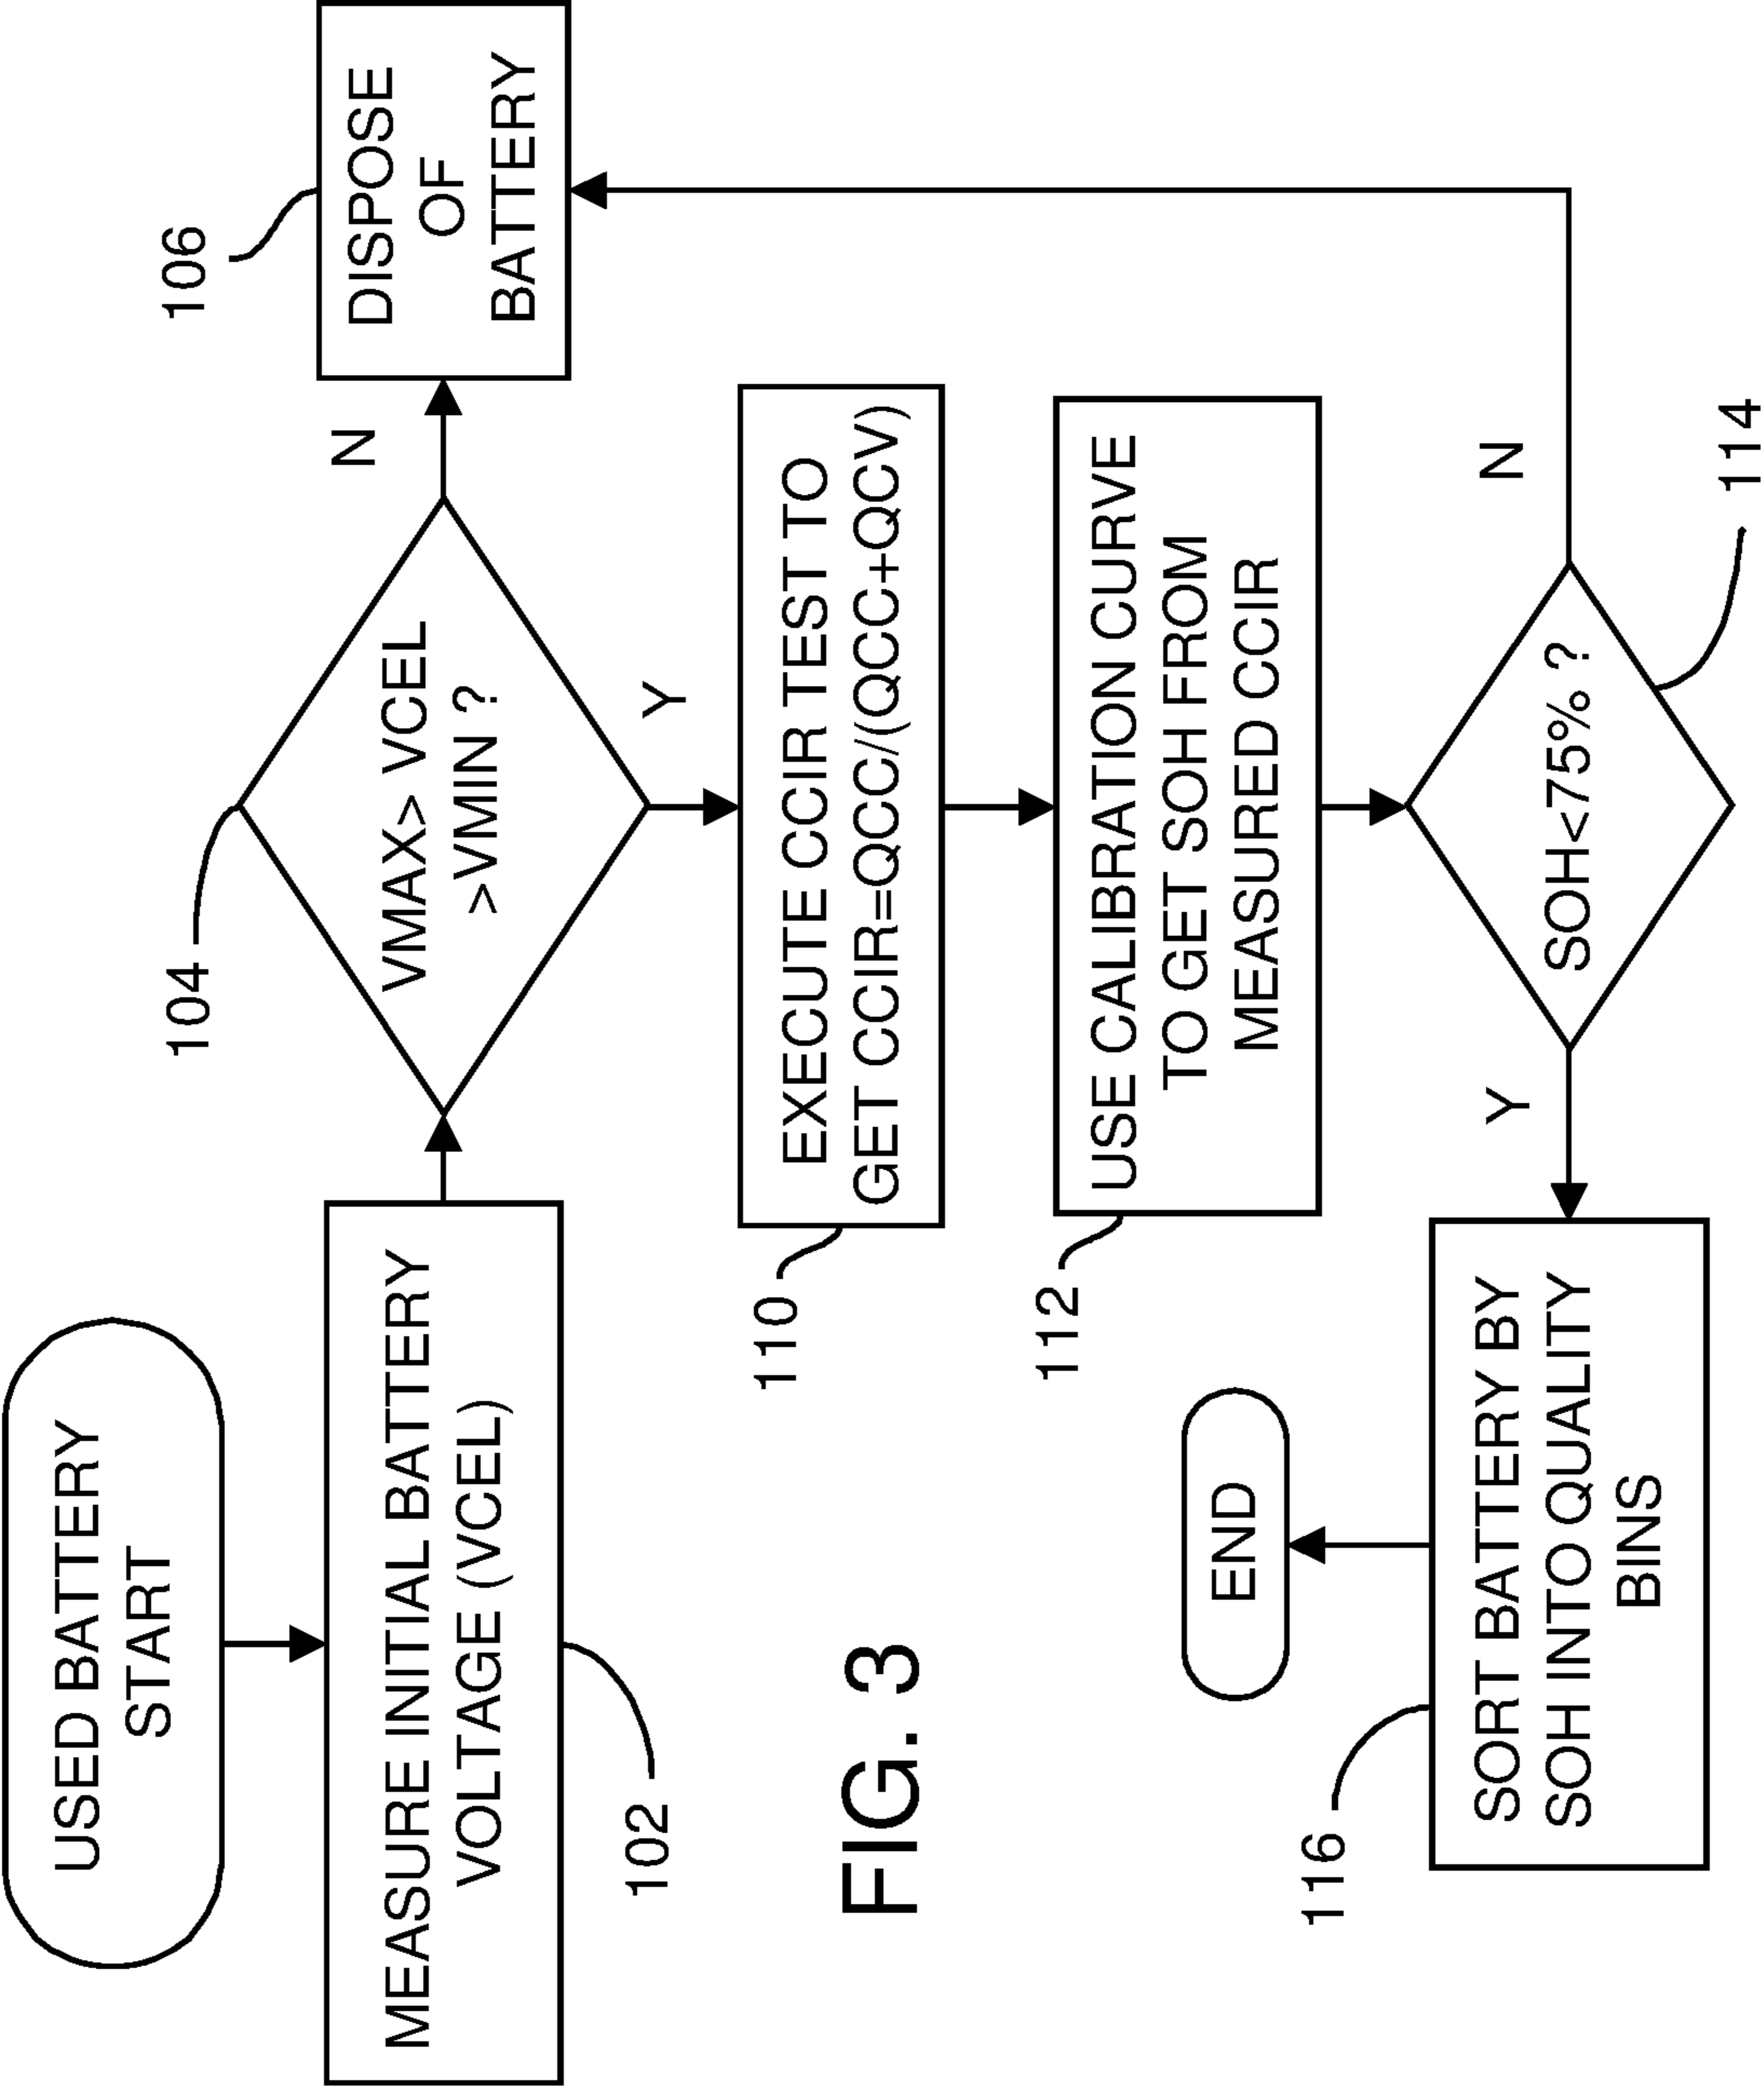 USED BATTERY
START
MEASURE INITIAL BATTERY
VOLTAGE (VCEL)
102
104
VMAX> VCEL
>VMIN ?
N
Y
106
DISPOSE
OF
BATTERY
110
EXECUTE CCIR TEST TO
GET CCIR=QCC/(QCC+QCV)
112
USE CALIBRATION CURVE
TO GET SOH FROM
MEASURED CCIR
SOH<75% ?
114
N
Y
116
SORT BATTERY BY
SOH INTO QUALITY
BINS
END
FIG. 3